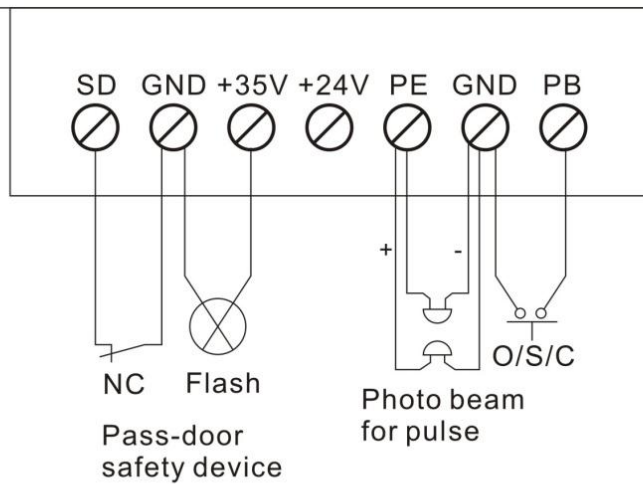 SD GND +35V +24V PE GND PB
+ -
O/S/C
NC Flash
Photo beam
for pulse
Pass-door
safety device